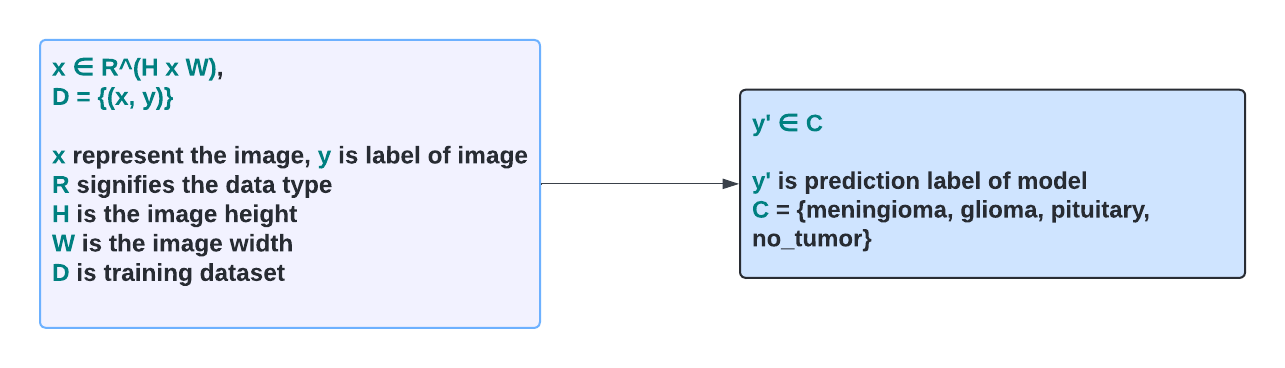 x ∈ R^(H x W),
D = {(x, y)}
x represent the image, y is label of image
R signifies the data type
H is the image height
W is the image width
D is training dataset
y' ∈ C
y' is prediction label of model
C = {meningioma, glioma, pituitary,
no_tumor}